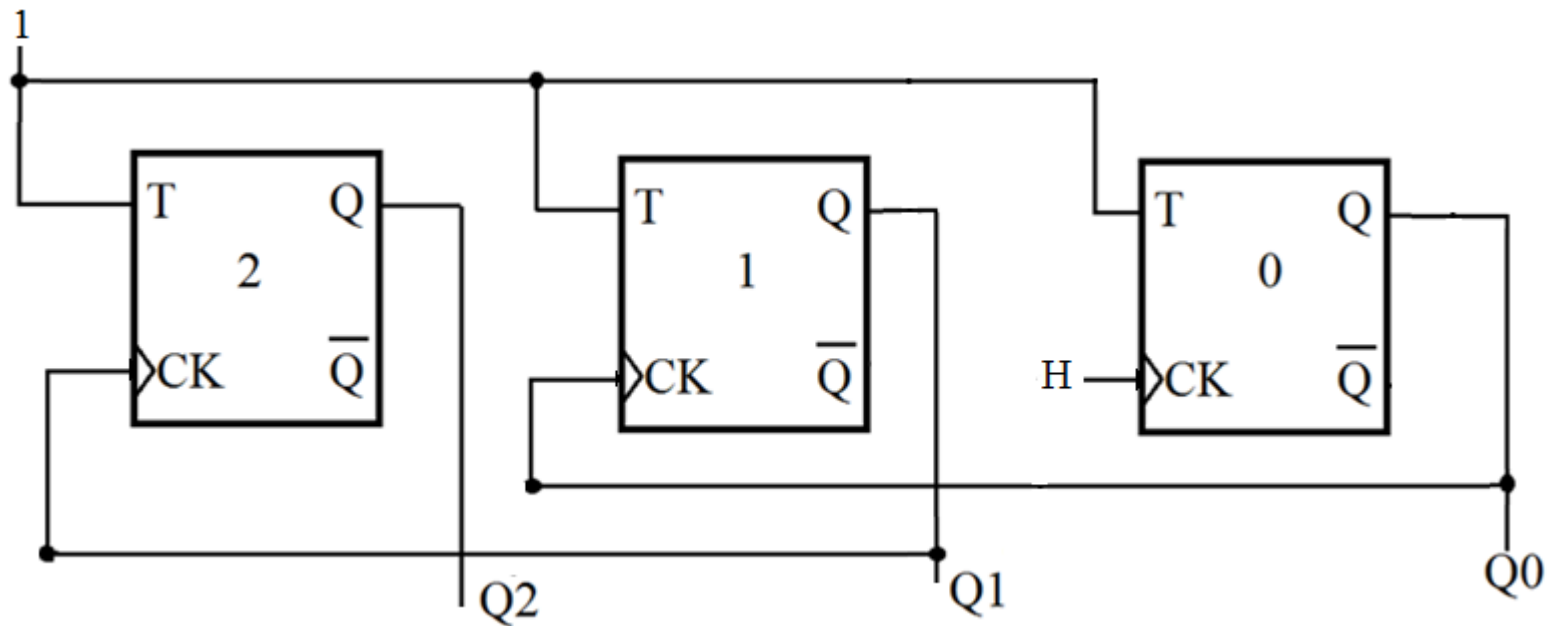 1
T Q T Q T Q
2 1 0
CK Q̅ CK Q̅ H CK Q̅
Q2 Q1 Q0